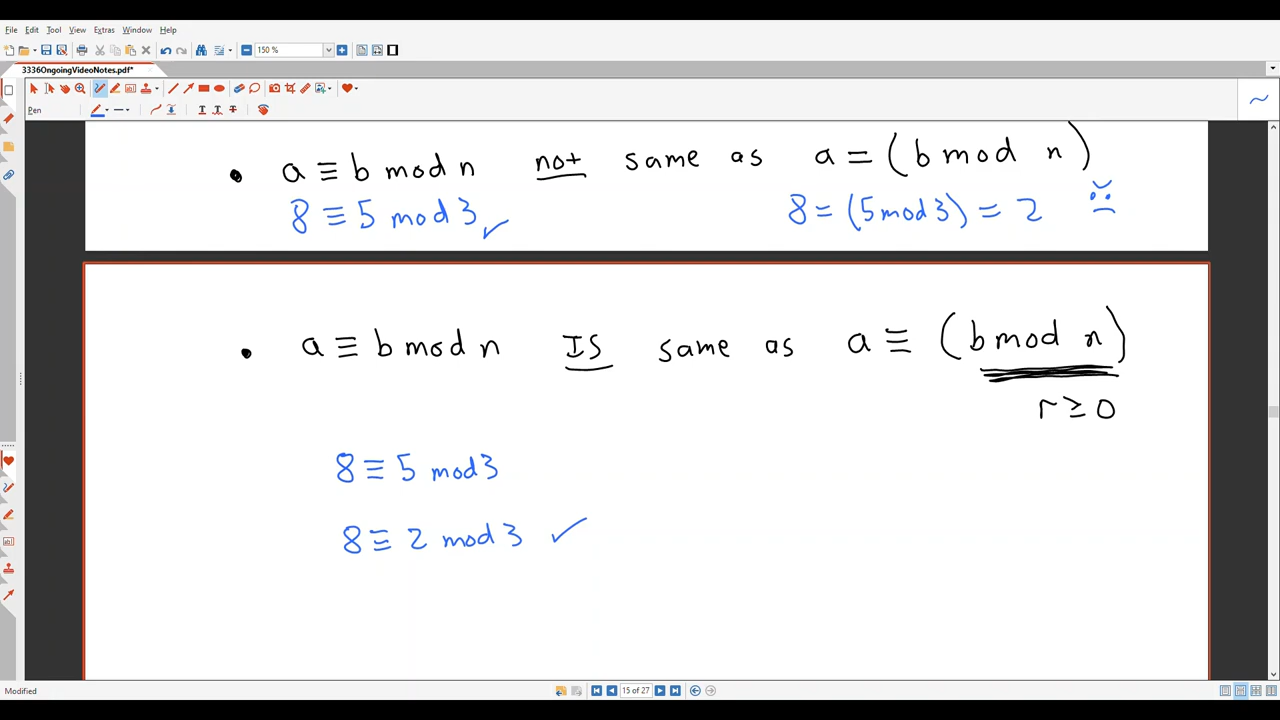 File Edit Tool View Extras Window Help
150 %
3336OngoingVideoNotes.pdf*
Pen
• a ≡ b mod n not same as a = (b mod n)
8 ≡ 5 mod 3 ✓ 8 = (5 mod 3) = 2
• a ≡ b mod n IS same as a ≡ (b mod n)
r ≥ 0
8 ≡ 5 mod 3
8 ≡ 2 mod 3 ✓
Modified
15 of 27